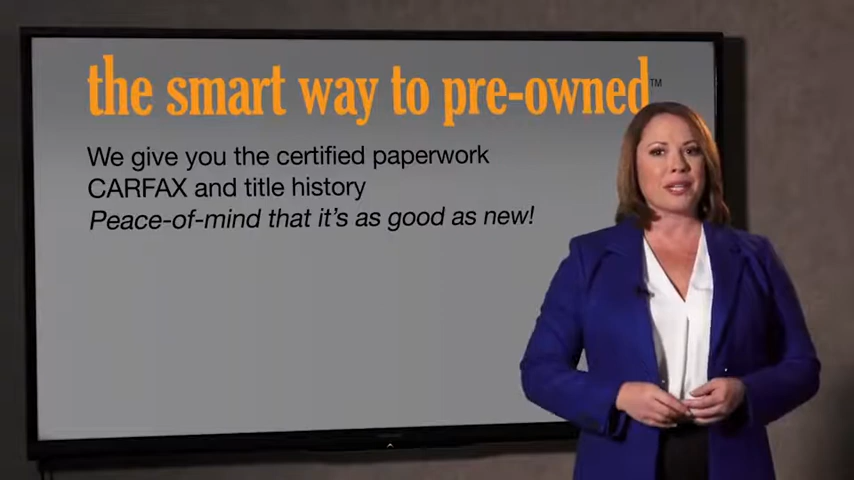 the smart way to pre-owned™
We give you the certified paperwork
CARFAX and title history
Peace-of-mind that it's as good as new!